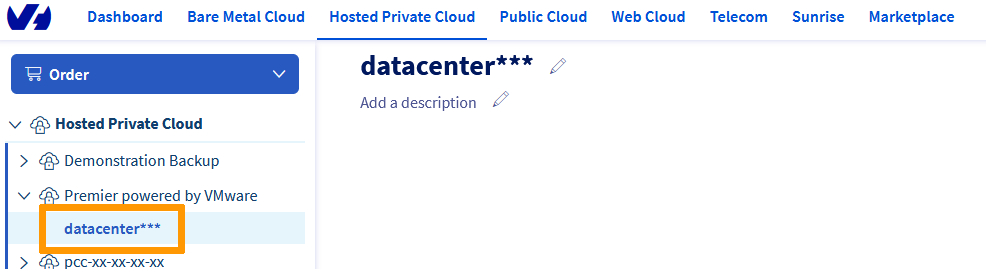 Dashboard Bare Metal Cloud Hosted Private Cloud Public Cloud Web Cloud Telecom Sunrise Marketplace
Order
Hosted Private Cloud
Demonstration Backup
Premier powered by VMware
datacenter***
pcc-xx-xx-xx-xx
datacenter***
Add a description